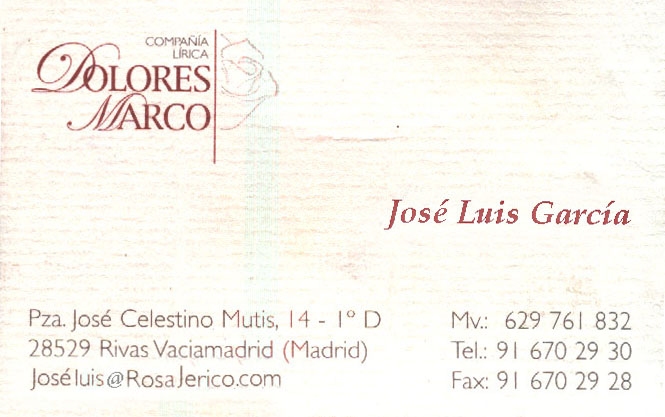 COMPAÑÍA
LÍRICA
DOLORES
MARCO
José Luis García
Pza. José Celestino Mutis, 14 - 1º D
28529 Rivas Vaciamadrid (Madrid)
Joséluis@RosaJerico.com
Mv.: 629 761 832
Tel.: 91 670 29 30
Fax: 91 670 29 28